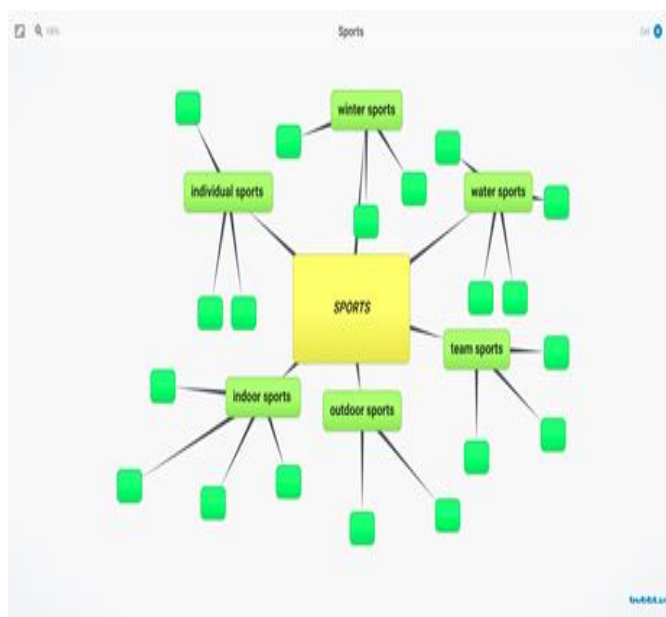 Sports
winter sports
individual sports
water sports
SPORTS
team sports
indoor sports
outdoor sports